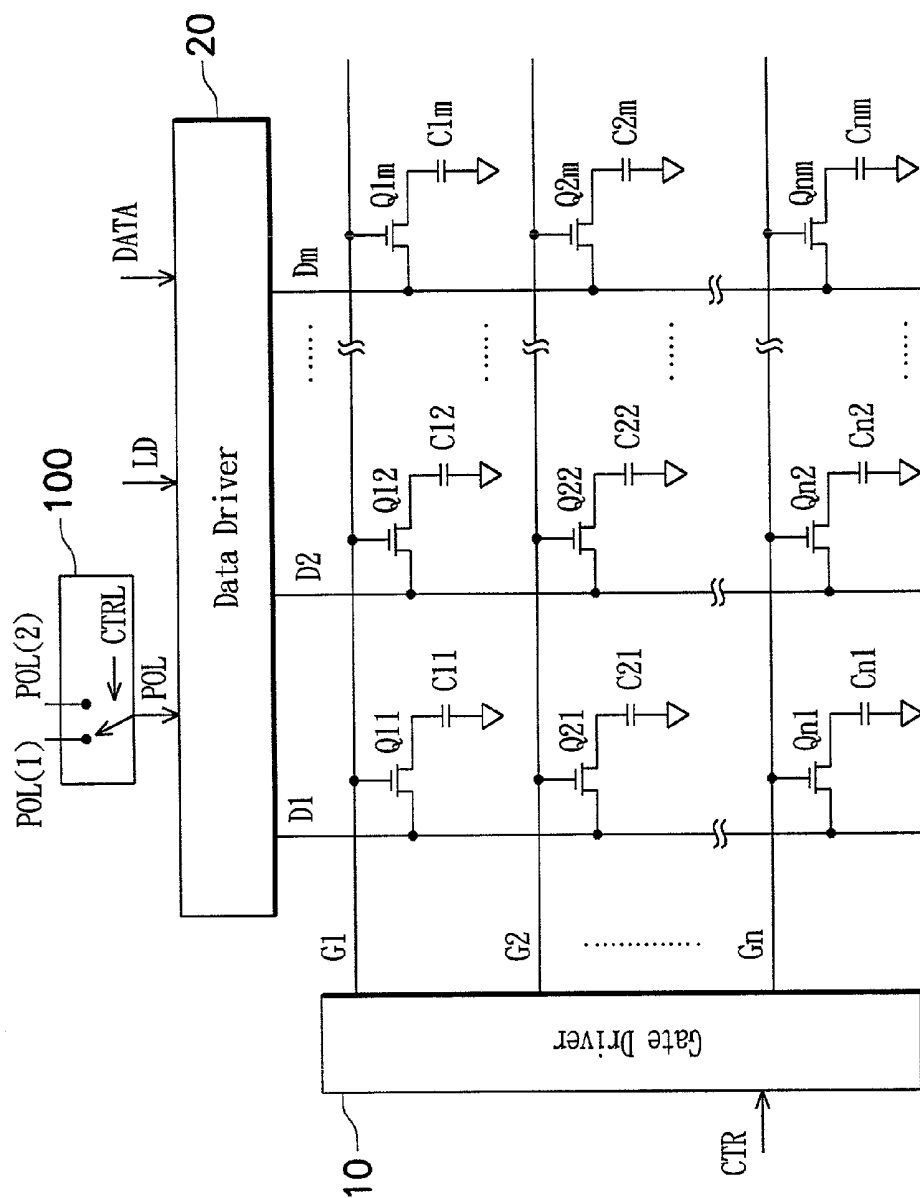 POL(1)
POL(2)
100
CTRL
POL
LD
DATA
20
Data Driver
D1
D2
......
Dm
G1
Q11
C11
Q12
C12
......
Q1m
C1m
G2
Q21
C21
Q22
C22
......
Q2m
C2m
............
Gn
Qn1
Cn1
Qn2
Cn2
......
Qnm
Cnm
Gate Driver
10
CTR